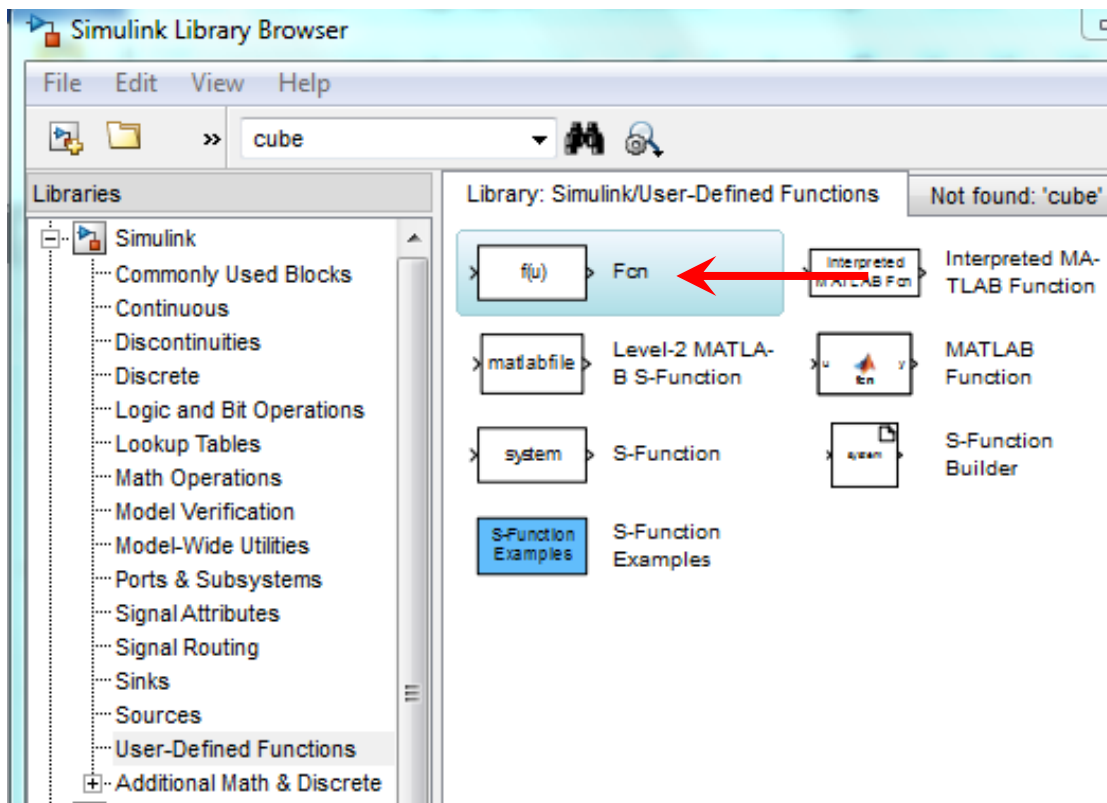 Simulink Library Browser
File Edit View Help
» cube
Libraries
Simulink
Commonly Used Blocks
Continuous
Discontinuities
Discrete
Logic and Bit Operations
Lookup Tables
Math Operations
Model Verification
Model-Wide Utilities
Ports & Subsystems
Signal Attributes
Signal Routing
Sinks
Sources
User-Defined Functions
Additional Math & Discrete
Library: Simulink/User-Defined Functions
Not found: 'cube'
f(u)
Fcn
Interpreted
MATLAB Fcn
Interpreted MA-
TLAB Function
matlabfile
Level-2 MATLA-
B S-Function
u fcn y
MATLAB
Function
system
S-Function
system
S-Function
Builder
S-Function
Examples
S-Function
Examples